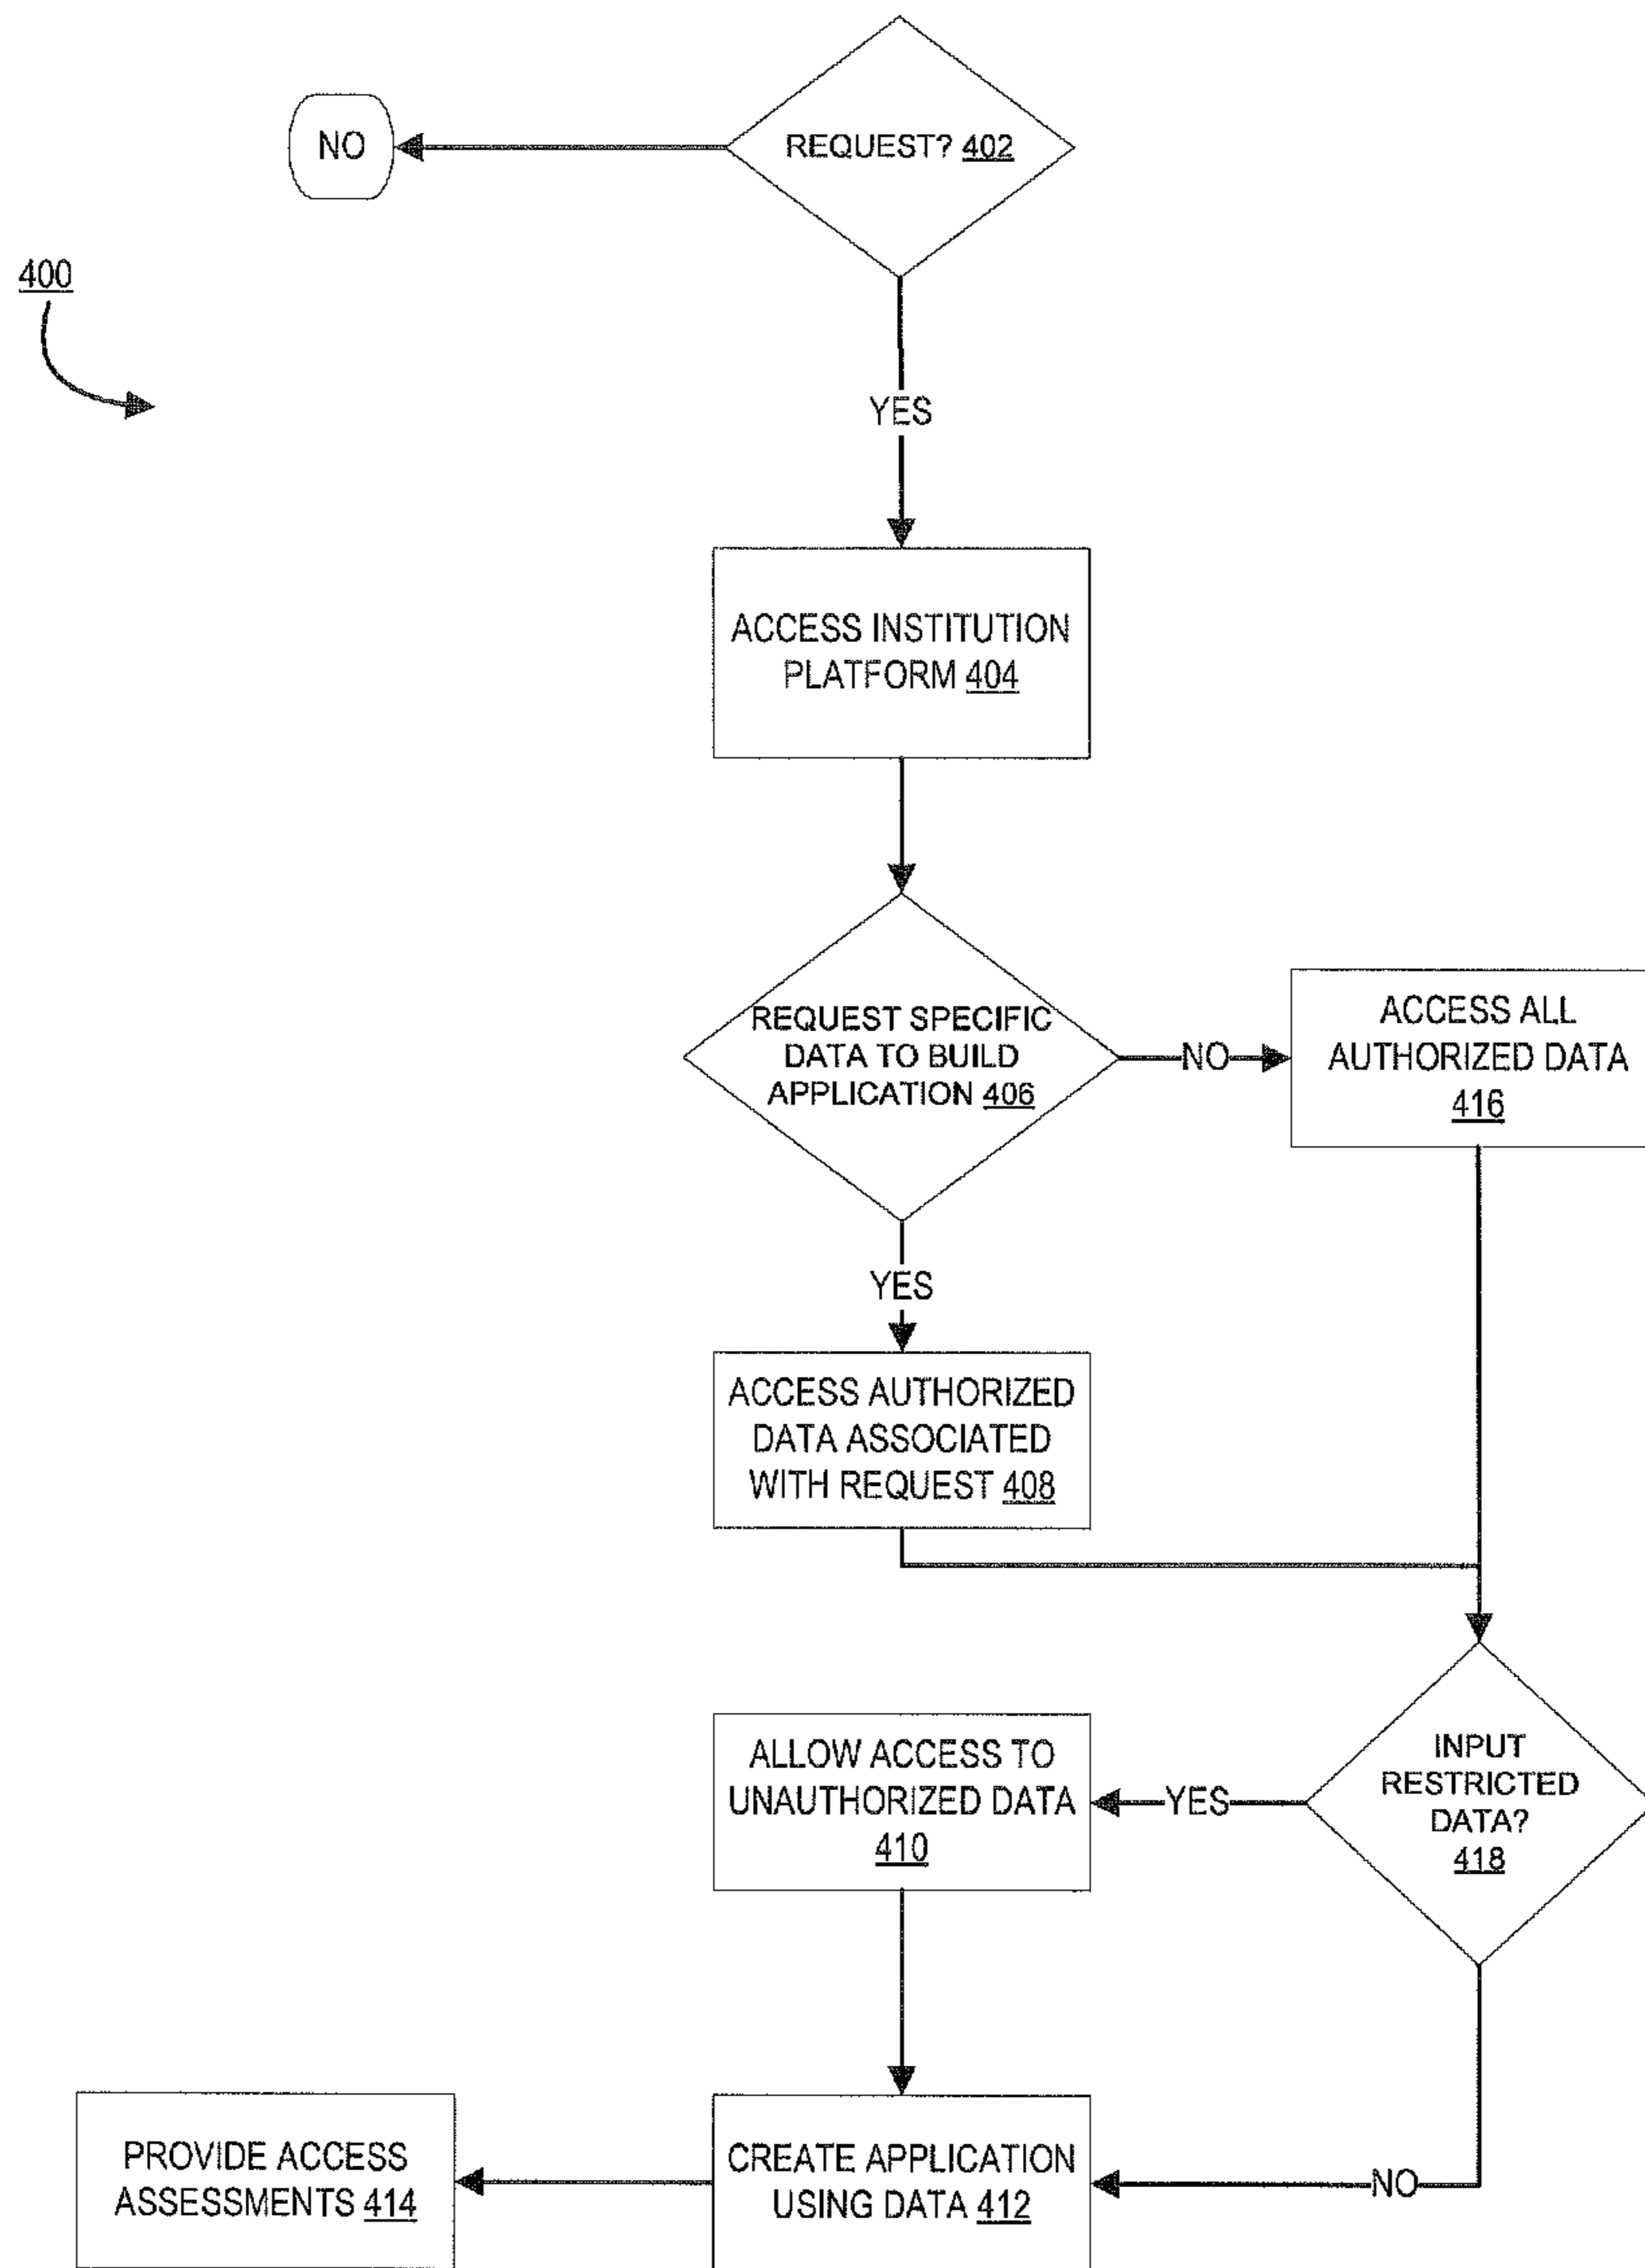 REQUEST? 402
NO
400
YES
ACCESS INSTITUTION
PLATFORM 404
REQUEST SPECIFIC
DATA TO BUILD
APPLICATION 406
NO
ACCESS ALL
AUTHORIZED DATA
416
YES
ACCESS AUTHORIZED
DATA ASSOCIATED
WITH REQUEST 408
INPUT
RESTRICTED
DATA?
418
YES
ALLOW ACCESS TO
UNAUTHORIZED DATA
410
NO
CREATE APPLICATION
USING DATA 412
PROVIDE ACCESS
ASSESSMENTS 414